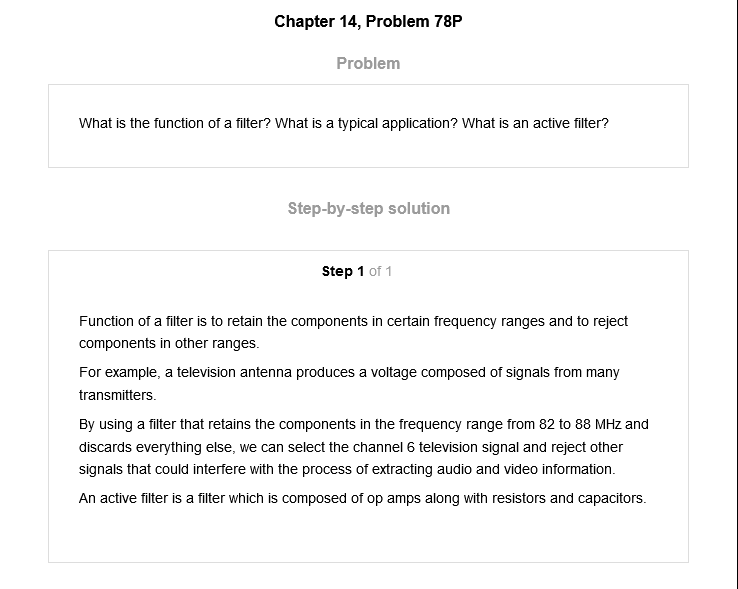 Chapter 14, Problem 78P
Problem
What is the function of a filter? What is a typical application? What is an active filter?
Step-by-step solution
Step 1 of 1
Function of a filter is to retain the components in certain frequency ranges and to reject
components in other ranges.
For example, a television antenna produces a voltage composed of signals from many
transmitters.
By using a filter that retains the components in the frequency range from 82 to 88 MHz and
discards everything else, we can select the channel 6 television signal and reject other
signals that could interfere with the process of extracting audio and video information.
An active filter is a filter which is composed of op amps along with resistors and capacitors.